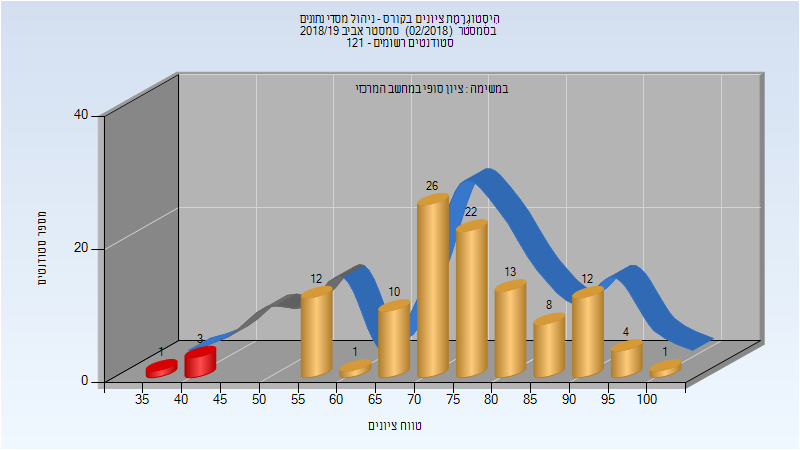 היסטוגרמת ציונים בקורס - ניהול מסדי נתונים
בסמסטר (02/2018) סמסטר אביב 2018/19
סטודנטים רשומים - 121
במשימה : ציון סופי במחשב המרכזי
40
20
0
מספר סטודנטים
1
3
12
1
10
26
22
13
8
12
4
1
35 40 45 50 55 60 65 70 75 80 85 90 95 100
טווח ציונים